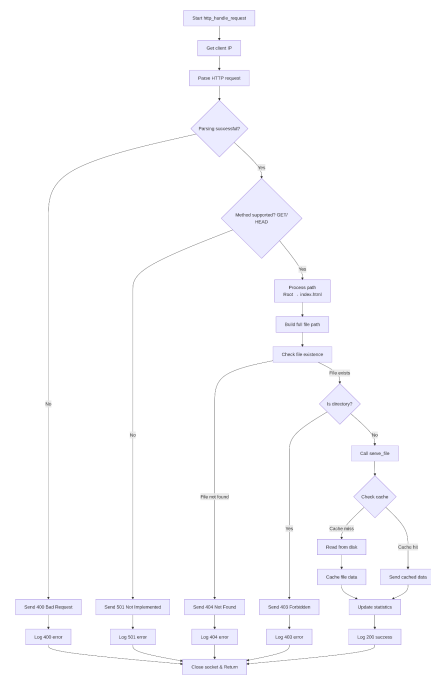 Start http_handle_request
Get client IP
Parse HTTP request
Parsing successful?
Yes
Method supported? GET/
HEAD
Yes
Process path
Root → index.html
Build full file path
Check file existence
File exists
Is directory?
No
No
No
Call serve_file
File not found
Yes
Check cache
Cache miss
Cache hit
Read from disk
Cache file data
Send cached data
Send 400 Bad Request
Send 501 Not Implemented
Send 404 Not Found
Send 403 Forbidden
Update statistics
Log 400 error
Log 501 error
Log 404 error
Log 403 error
Log 200 success
Close socket & Return